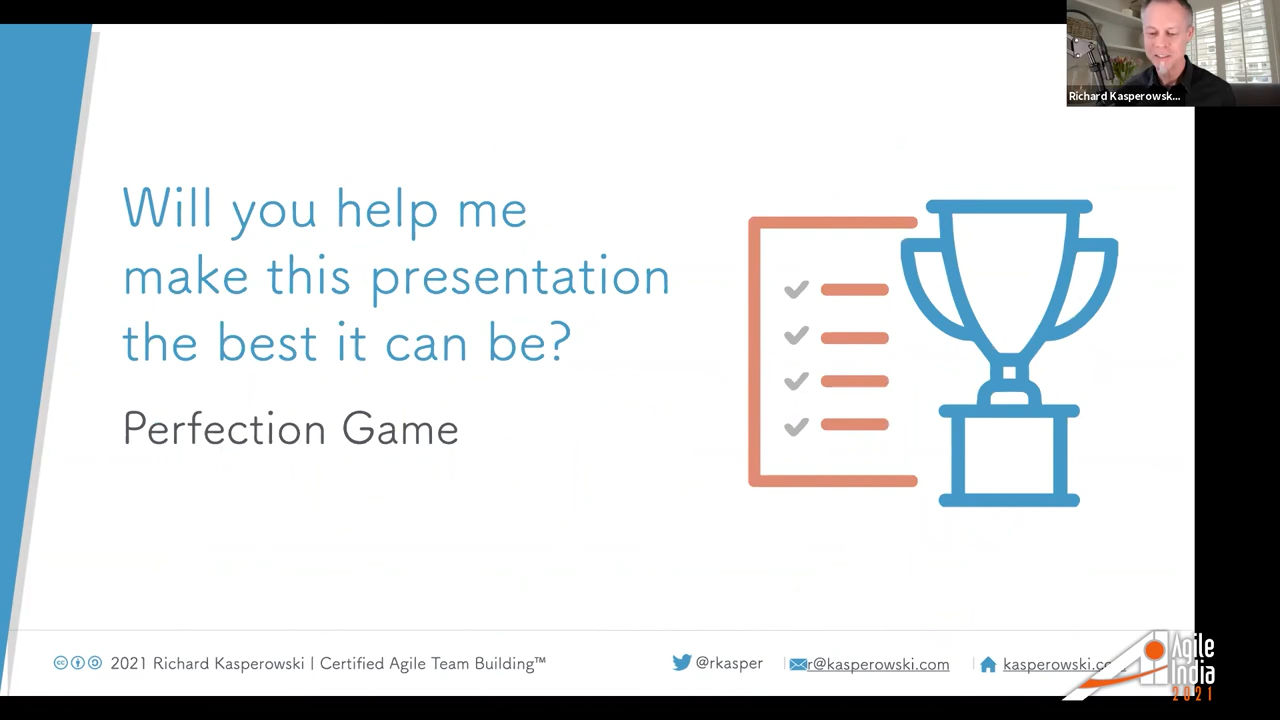 Richard Kasperowsk...
Will you help me
make this presentation
the best it can be?
Perfection Game
2021 Richard Kasperowski | Certified Agile Team Building™
@rkasper
r@kasperowski.com
kasperowski.co
Agile
India
2021